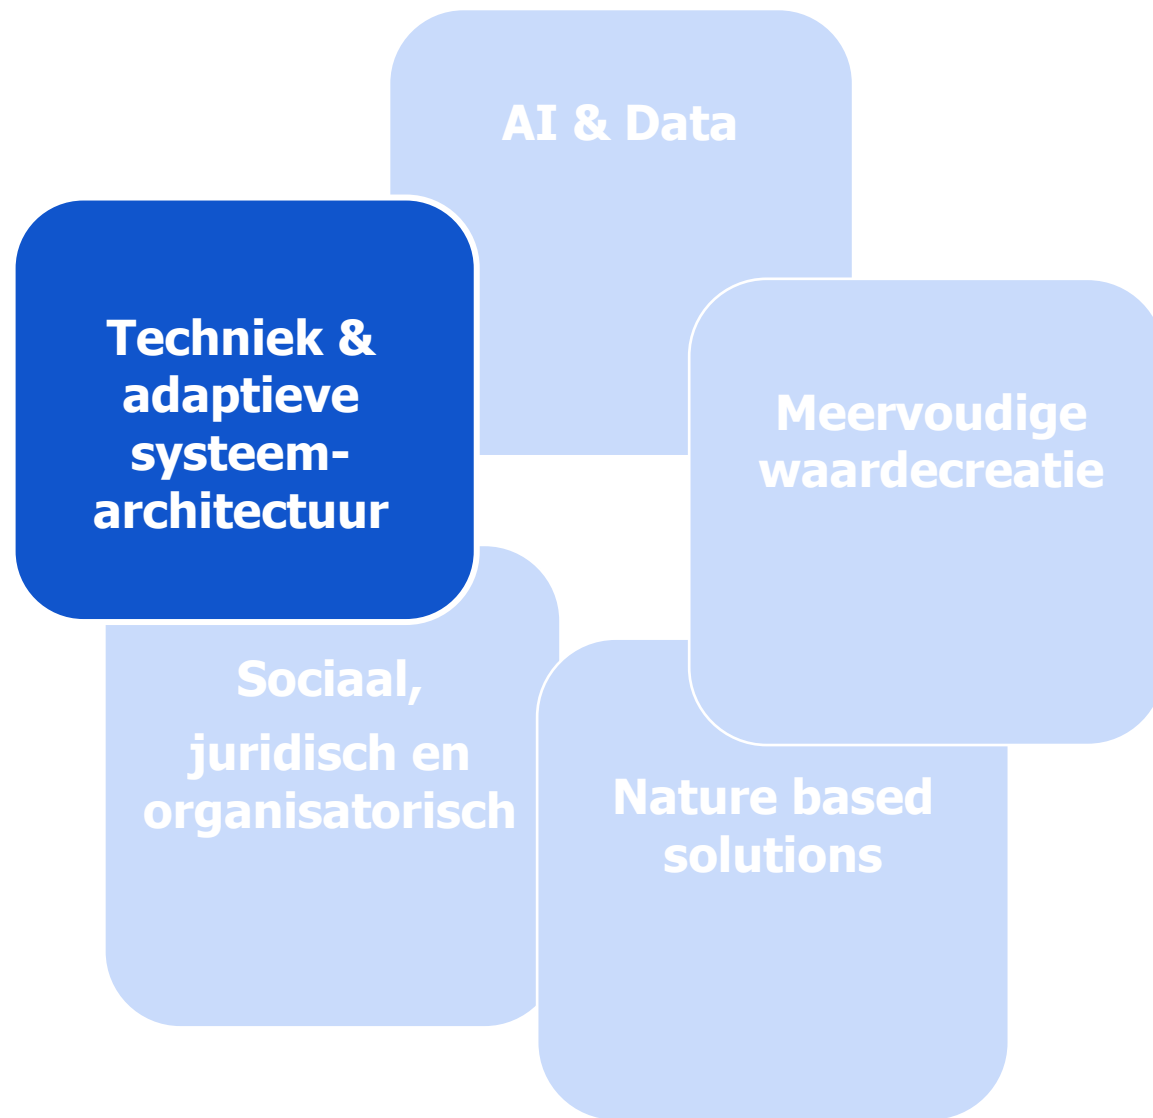 AI & Data
Techniek &
adaptieve
systeem-
architectuur
Meervoudige
waardecreatie
Sociaal,
juridisch en
organisatorisch
Nature based
solutions